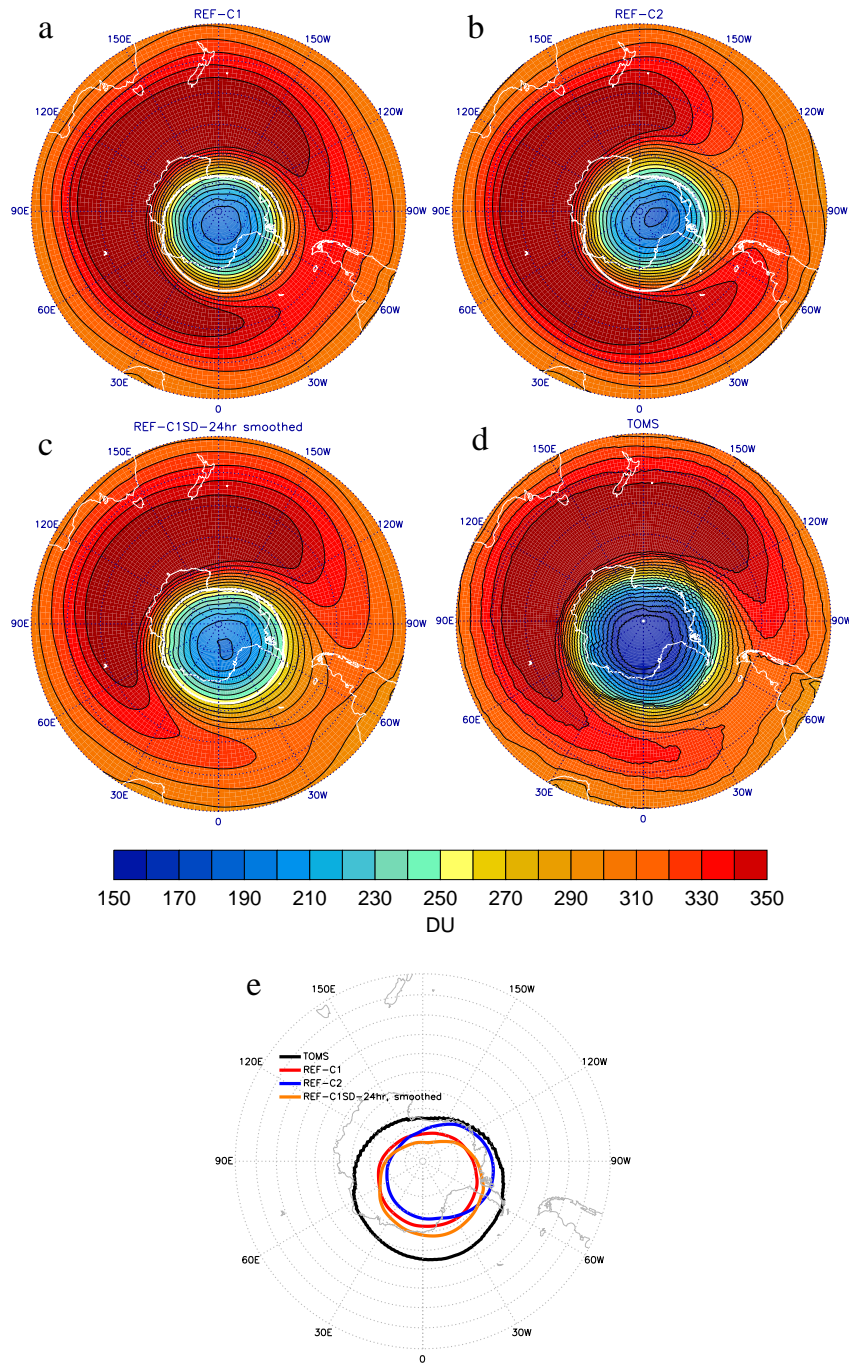 a REF-C1 b REF-C2
150E 150W 150E 150W
120E 120W 120E 120W
90E 90W 90E 90W
60E 60W 60E 60W
30E 30W 30E 30W
0 0
c REF-C1SD-24hr smoothed d TOMS
150E 150W 150E 150W
120E 120W 120E 120W
90E 90W 90E 90W
60E 60W 60E 60W
30E 30W 30E 30W
0 0
150 170 190 210 230 250 270 290 310 330 350
DU
e
150E 150W
120E 120W
TOMS
REF-C1
REF-C2
REF-C1SD-24hr, smoothed
90E 90W
60E 60W
30E 30W
0